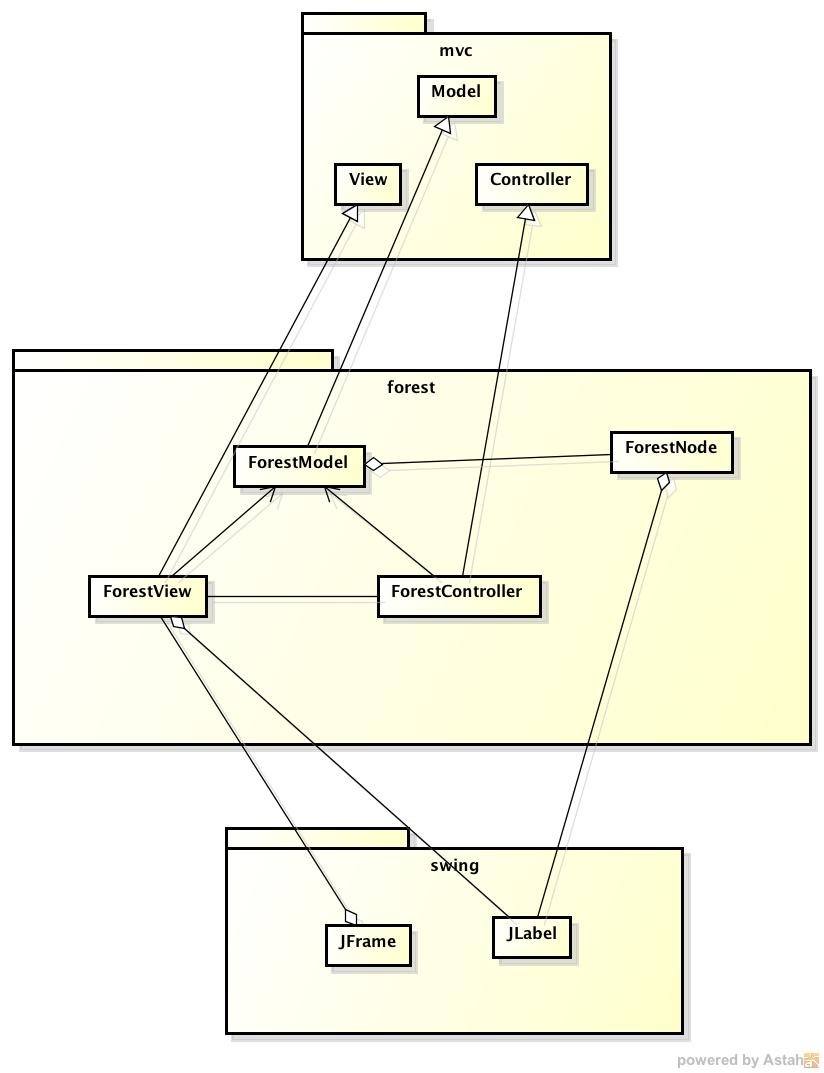 mvc
Model
View
Controller
forest
ForestModel
ForestNode
ForestView
ForestController
swing
JFrame
JLabel
powered by Astah